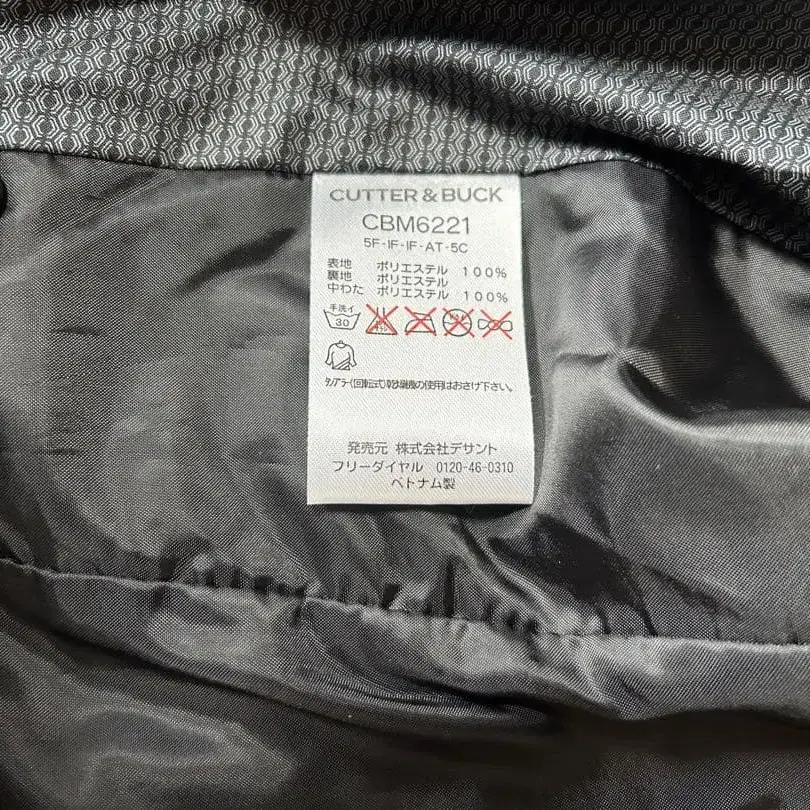 CUTTER & BUCK
CBM6221
5F-IF-IF-AT-5C
表地 ポリエステル 100%
裏地 ポリエステル
中わた ポリエステル 100%
手洗イ
30
タンブラー(回転式)乾燥機の使用はおさけ下さい。
発売元 株式会社デサント
フリーダイヤル 0120-46-0310
ベトナム製